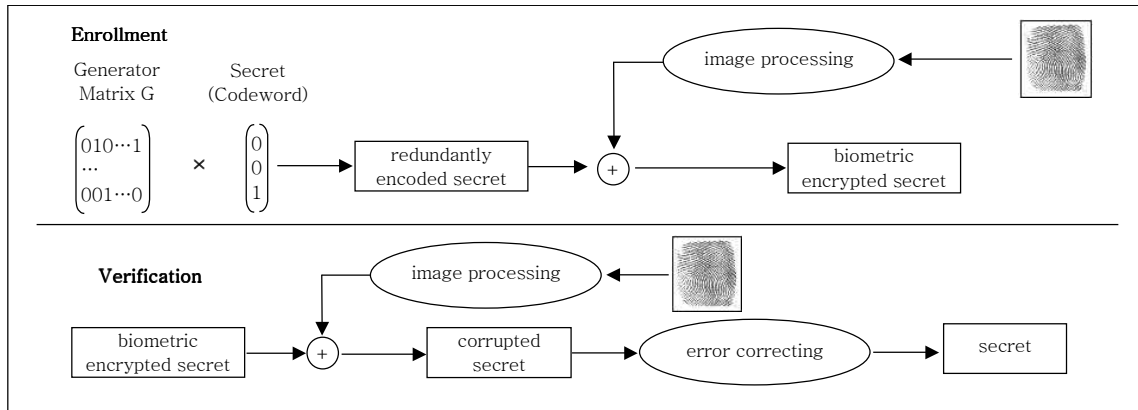 Enrollment
Generator
Matrix G
Secret
(Codeword)
010…1
…
001…0
×
0
0
1
redundantly
encoded secret
image processing
+
biometric
encrypted secret
Verification
image processing
biometric
encrypted secret
+
corrupted
secret
error correcting
secret